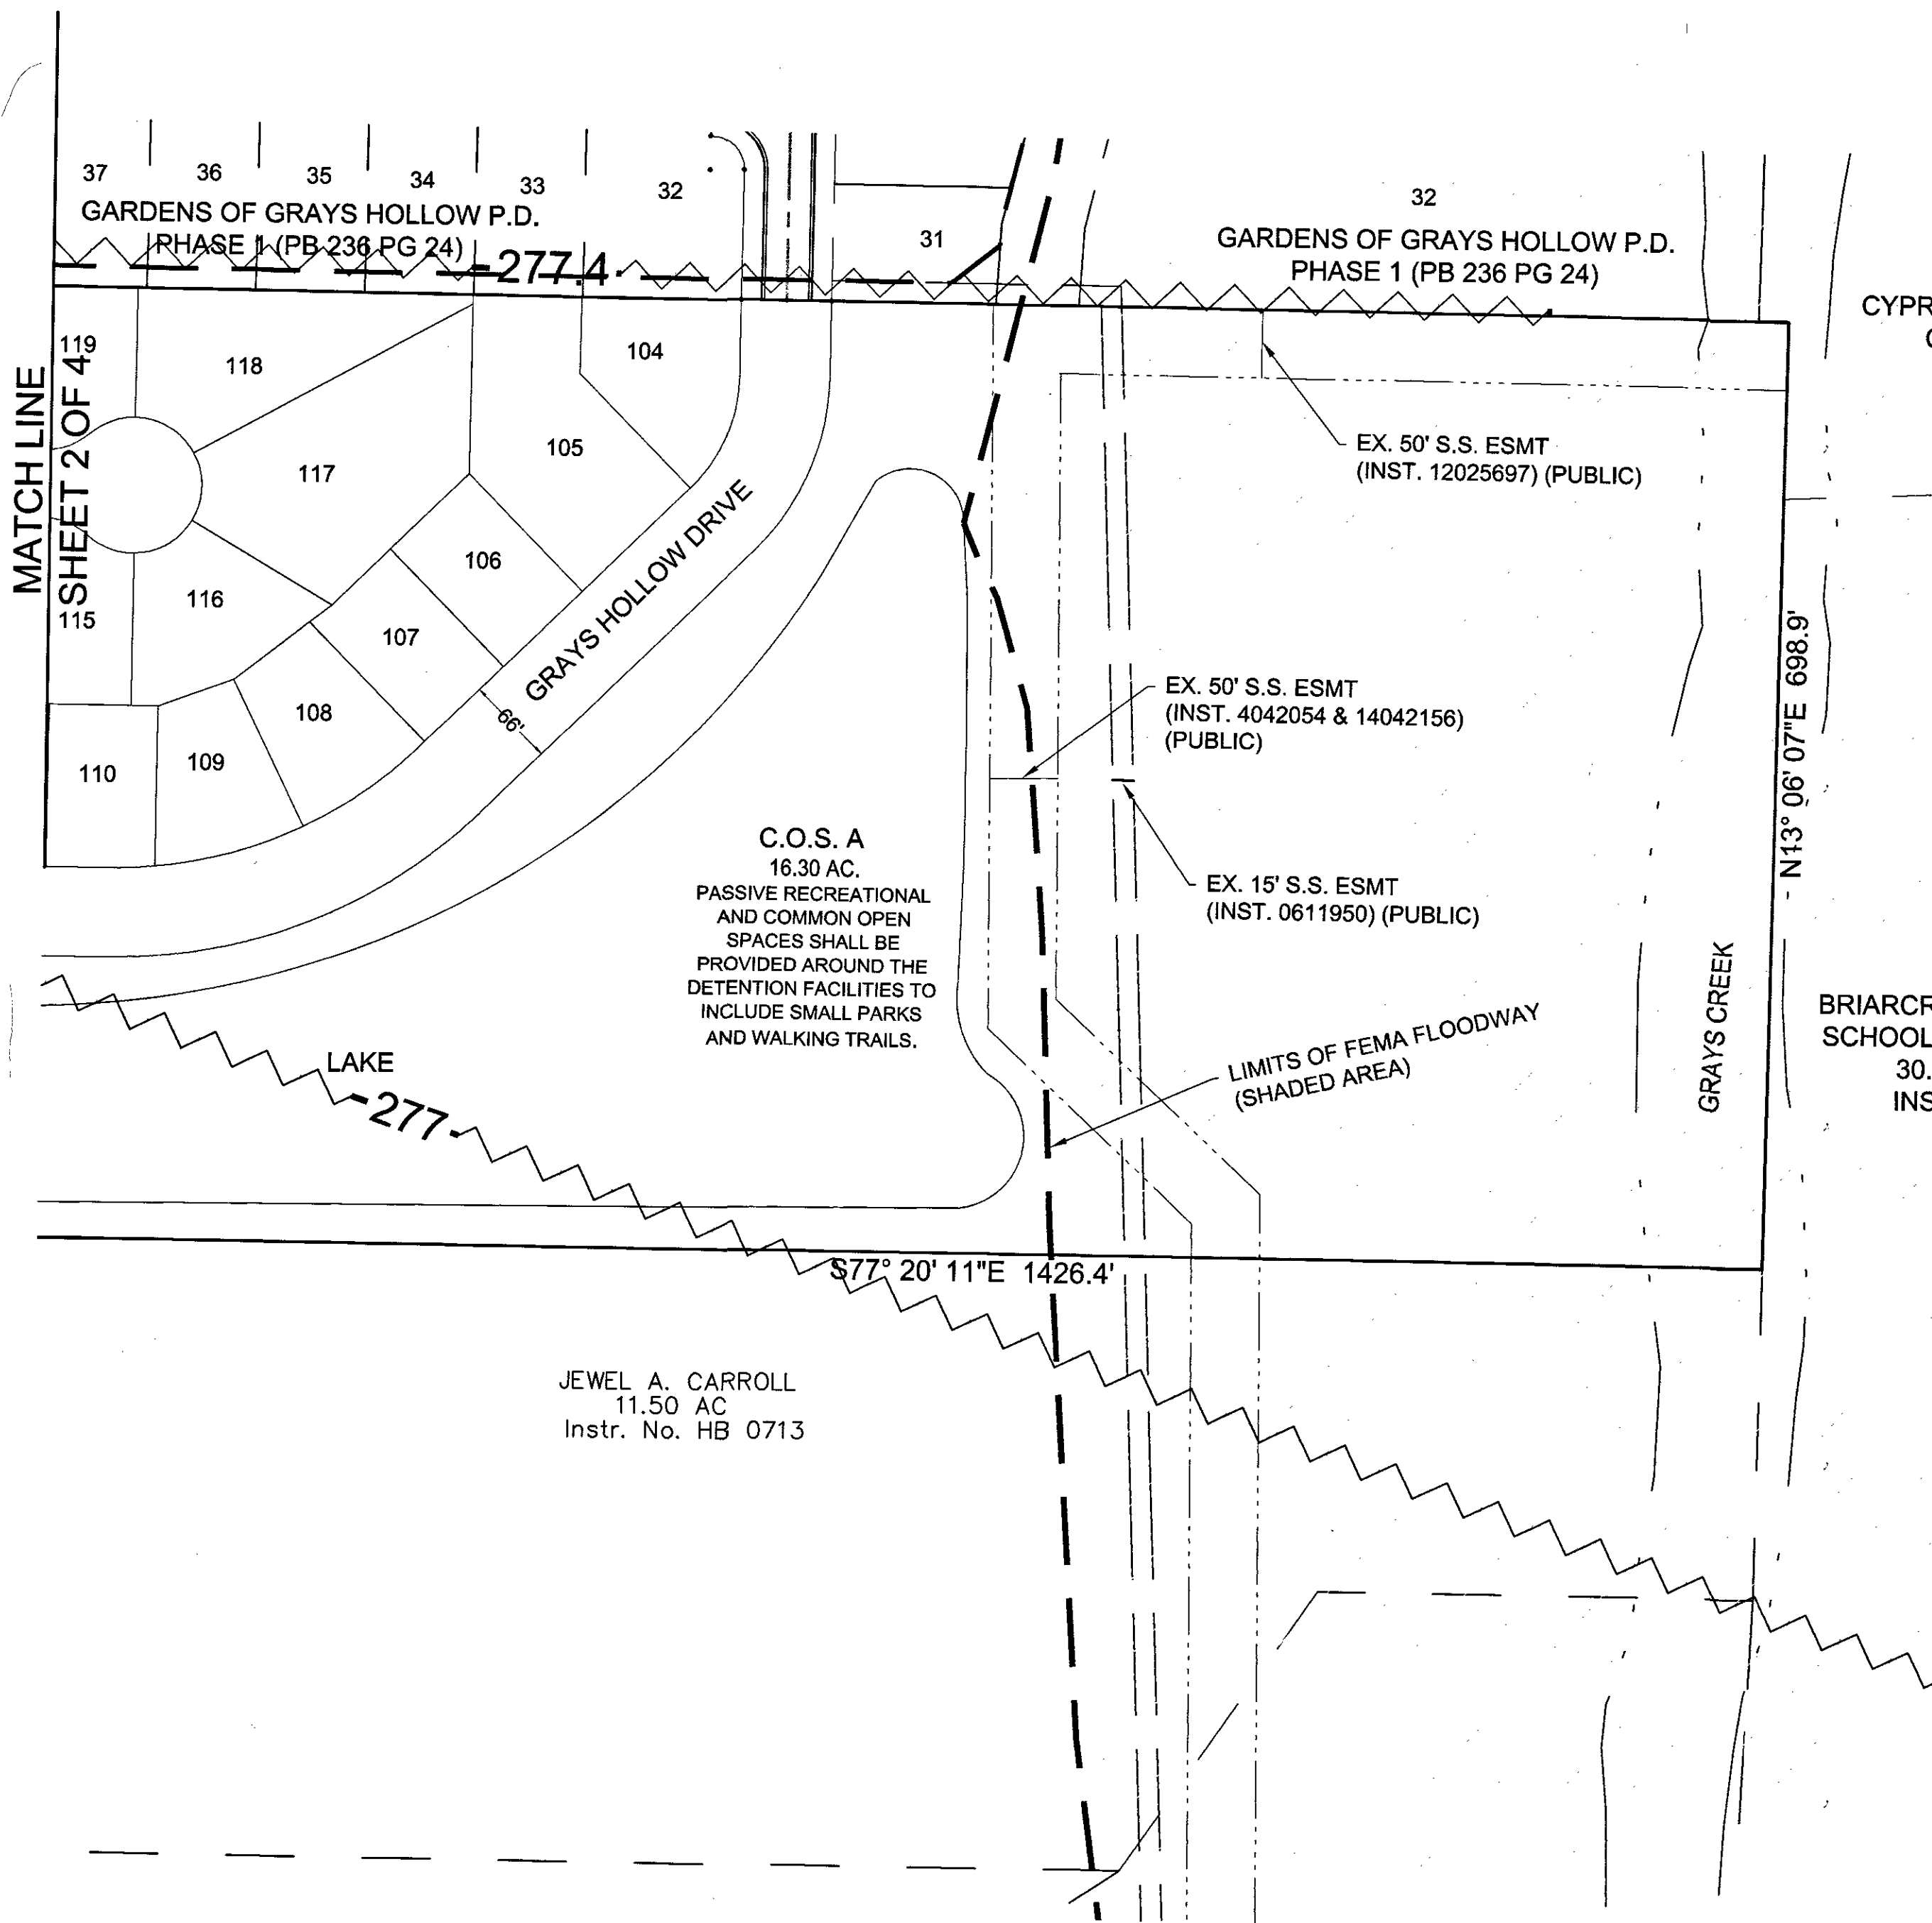 37
36
35
34
33
32
GARDENS OF GRAYS HOLLOW P.D.
PHASE 1 (PB 236 PG 24)
277.4
31
32
GARDENS OF GRAYS HOLLOW P.D.
PHASE 1 (PB 236 PG 24)
CYPR
MATCH LINE
SHEET 2 OF 4
119
118
104
117
105
EX. 50' S.S. ESMT
(INST. 12025697) (PUBLIC)
106
116
115
107
GRAYS HOLLOW DRIVE
66'
108
109
110
EX. 50' S.S. ESMT
(INST. 4042054 & 14042156)
(PUBLIC)
N13° 06' 07"E 698.9'
C.O.S. A
16.30 AC.
PASSIVE RECREATIONAL
AND COMMON OPEN
SPACES SHALL BE
PROVIDED AROUND THE
DETENTION FACILITIES TO
INCLUDE SMALL PARKS
AND WALKING TRAILS.
EX. 15' S.S. ESMT
(INST. 0611950) (PUBLIC)
GRAYS CREEK
BRIARCR
SCHOOL
30.
INS
LIMITS OF FEMA FLOODWAY
(SHADED AREA)
LAKE
277
S77° 20' 11"E 1426.4'
JEWEL A. CARROLL
11.50 AC
Instr. No. HB 0713